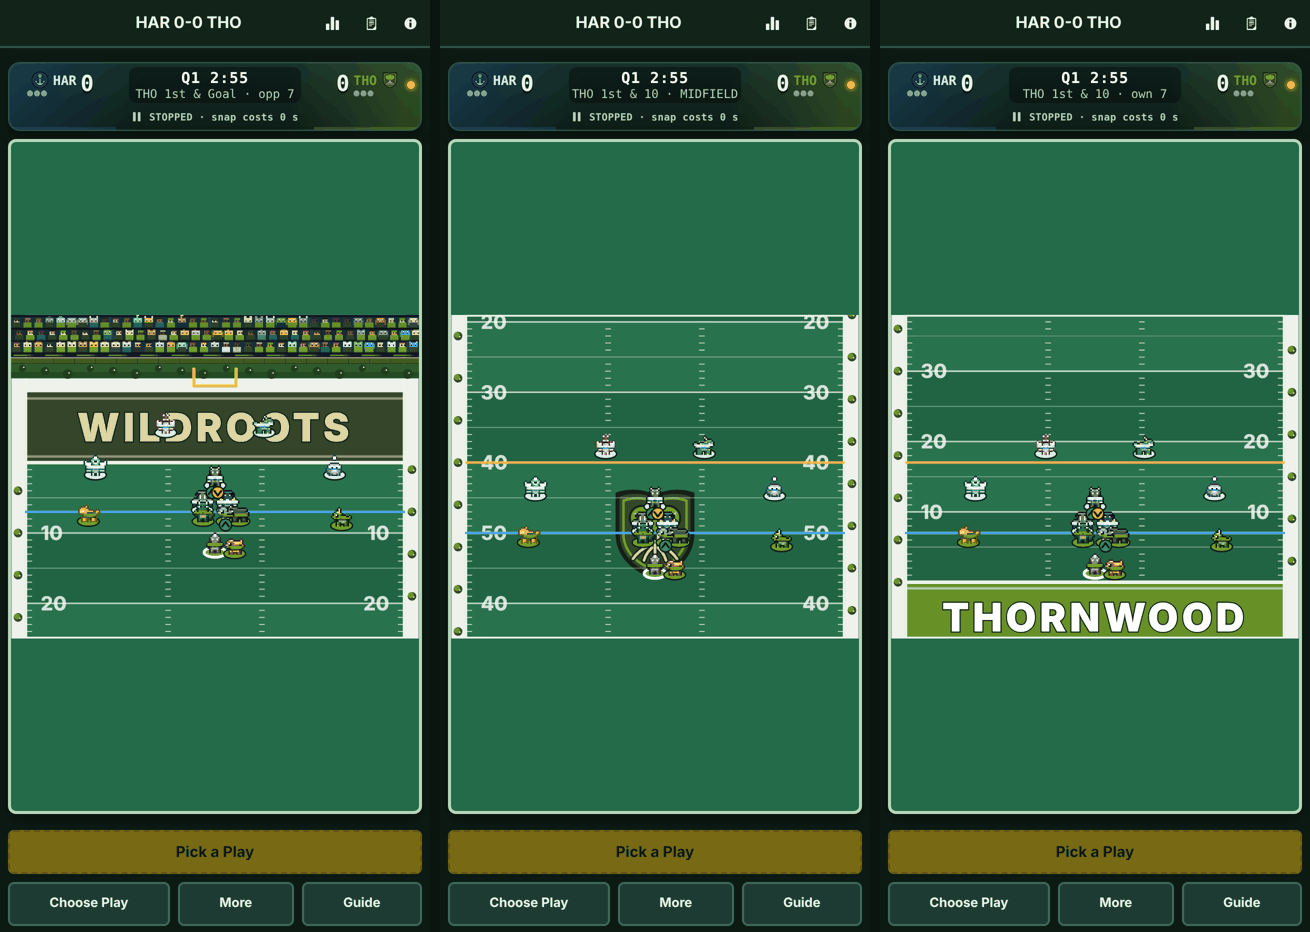 HAR 0-0 THO
HAR 0
Q1 2:55
0 THO
THO 1st & Goal · opp 7
STOPPED · snap costs 0 s
WILDROOTS
10 10
20 20
Pick a Play
Choose Play
More
Guide
HAR 0-0 THO
HAR 0
Q1 2:55
0 THO
THO 1st & 10 · MIDFIELD
STOPPED · snap costs 0 s
20 20
30 30
40 40
50 50
40 40
Pick a Play
Choose Play
More
Guide
HAR 0-0 THO
HAR 0
Q1 2:55
0 THO
THO 1st & 10 · own 7
STOPPED · snap costs 0 s
30 30
20 20
10 10
THORNWOOD
Pick a Play
Choose Play
More
Guide